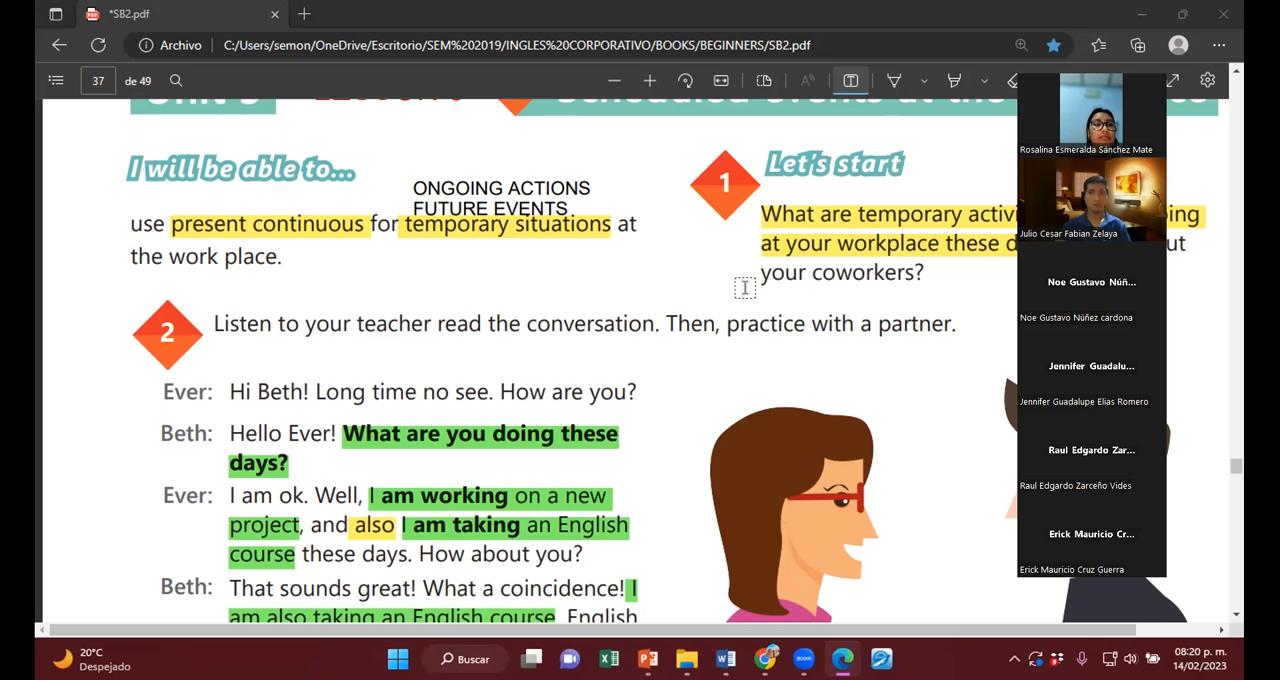 *SB2.pdf
Archivo
C:/Users/semon/OneDrive/Escritorio/SEM%202019/INGLES%20CORPORATIVO/BOOKS/BEGINNERS/SB2.pdf
37 de 49
I will be able to...
ONGOING ACTIONS
FUTURE EVENTS
use present continuous for temporary situations at
the work place.
1 Let's start
What are temporary activi
at your workplace these d
your coworkers?
2 Listen to your teacher read the conversation. Then, practice with a partner.
Ever: Hi Beth! Long time no see. How are you?
Beth: Hello Ever! What are you doing these
days?
Ever: I am ok. Well, I am working on a new
project, and also I am taking an English
course these days. How about you?
Beth: That sounds great! What a coincidence! I
am also taking an English course. English
Rosalina Esmeralda Sánchez Mate
Julio Cesar Fabian Zelaya
Noe Gustavo Núñ...
Noe Gustavo Núñez cardona
Jennifer Guadalu...
Jennifer Guadalupe Elias Romero
Raul Edgardo Zar...
Raul Edgardo Zarceño Vides
Erick Mauricio Cr...
Erick Mauricio Cruz Guerra
20°C
Despejado
Buscar
08:20 p. m.
14/02/2023